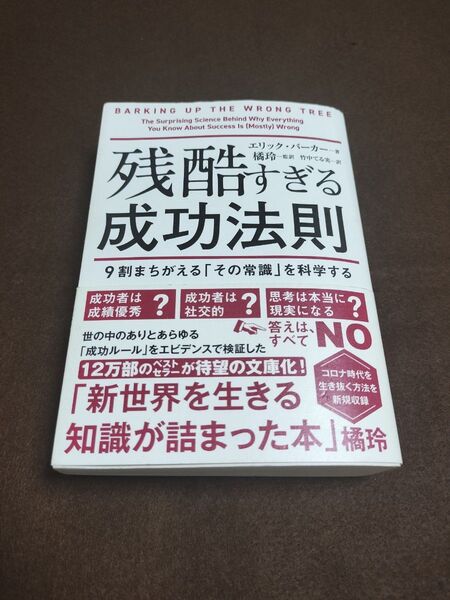 BARKING UP THE WRONG TREE
The Surprising Science Behind Why Everything
You Know About Success Is (Mostly) Wrong
エリック・バーカー 著
橘玲 監訳 竹中てる実 訳
残酷すぎる
成功法則
9割まちがえる「その常識」を科学する
成功者は
成績優秀
?
成功者は
社交的
?
思考は本当に
現実になる
?
答えは、
すべて
NO
世の中のありとあらゆる
「成功ルール」をエビデンスで検証した
12万部のベストセラーが待望の文庫化!
コロナ時代を
生き抜く方法を
新規収録
「新世界を生きる
知識が詰まった本」橘玲